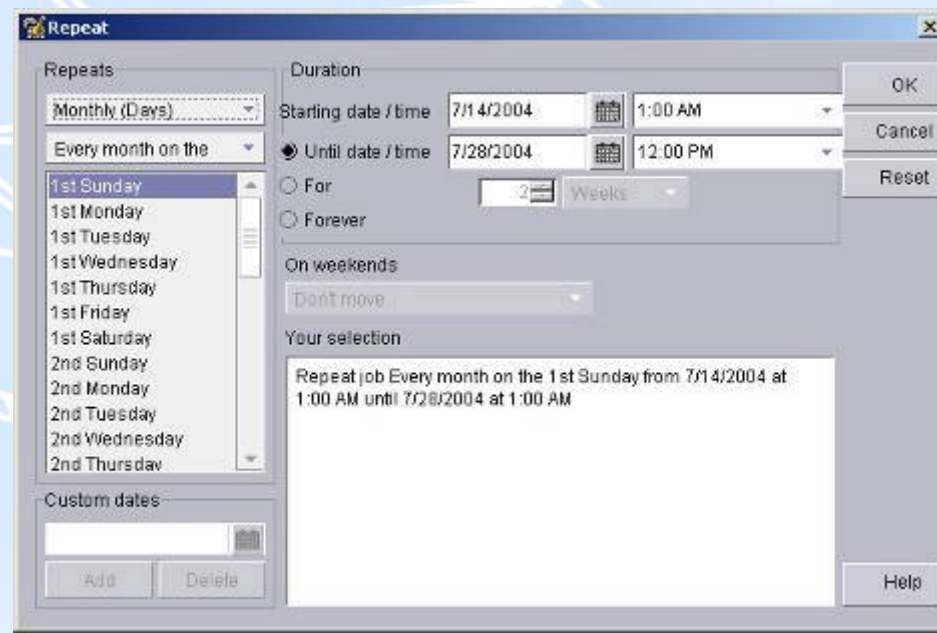 Repeat
Repeats
Monthly (Days)
Every month on the
1st Sunday
1st Monday
1st Tuesday
1st Wednesday
1st Thursday
1st Friday
1st Saturday
2nd Sunday
2nd Monday
2nd Tuesday
2nd Wednesday
2nd Thursday
Custom dates
Add Delete
Duration
Starting date / time 7/14/2004 1:00 AM
Until date / time 7/28/2004 12:00 PM
For 2 Weeks
Forever
On weekends
Don't move
Your selection
Repeat job Every month on the 1st Sunday from 7/14/2004 at
1:00 AM until 7/28/2004 at 1:00 AM
OK
Cancel
Reset
Help